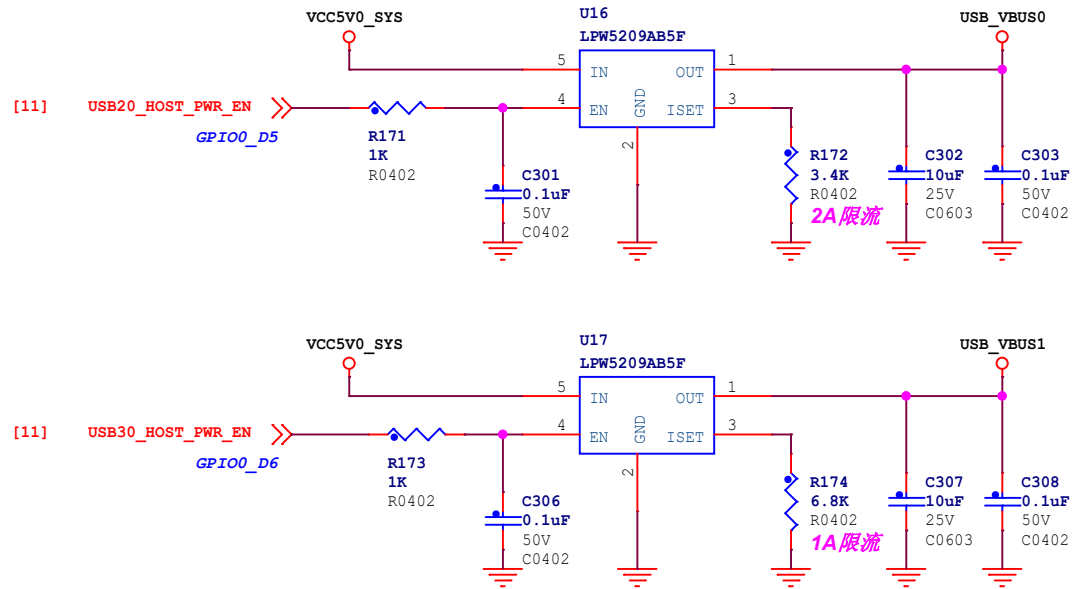 U16
LPW5209AB5F
VCC5V0_SYS
USB_VBUS0
5
IN
OUT
1
[11]
USB20_HOST_PWR_EN
GPIO0_D5
4
EN
GND
ISET
3
2
R171
1K
R0402
C301
0.1uF
50V
C0402
R172
3.4K
R0402
2A限流
C302
10uF
25V
C0603
C303
0.1uF
50V
C0402
U17
LPW5209AB5F
VCC5V0_SYS
USB_VBUS1
5
IN
OUT
1
[11]
USB30_HOST_PWR_EN
GPIO0_D6
4
EN
GND
ISET
3
2
R173
1K
R0402
C306
0.1uF
50V
C0402
R174
6.8K
R0402
1A限流
C307
10uF
25V
C0603
C308
0.1uF
50V
C0402